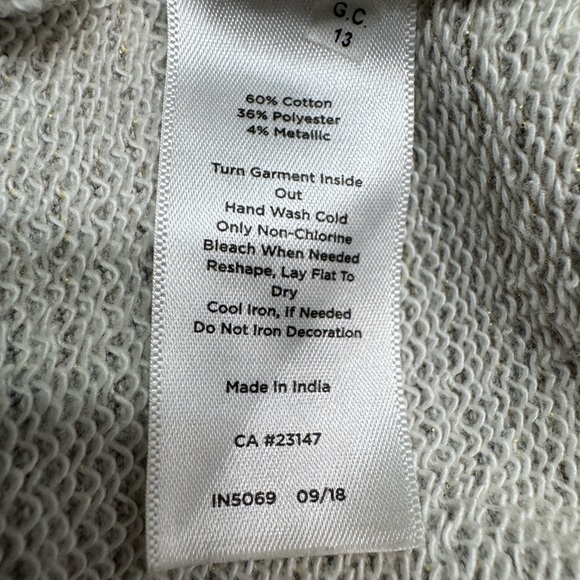 G.C.
13
60% Cotton
36% Polyester
4% Metallic
Turn Garment Inside
Out
Hand Wash Cold
Only Non-Chlorine
Bleach When Needed
Reshape, Lay Flat To
Dry
Cool Iron, If Needed
Do Not Iron Decoration
Made In India
CA #23147
IN5069 09/18